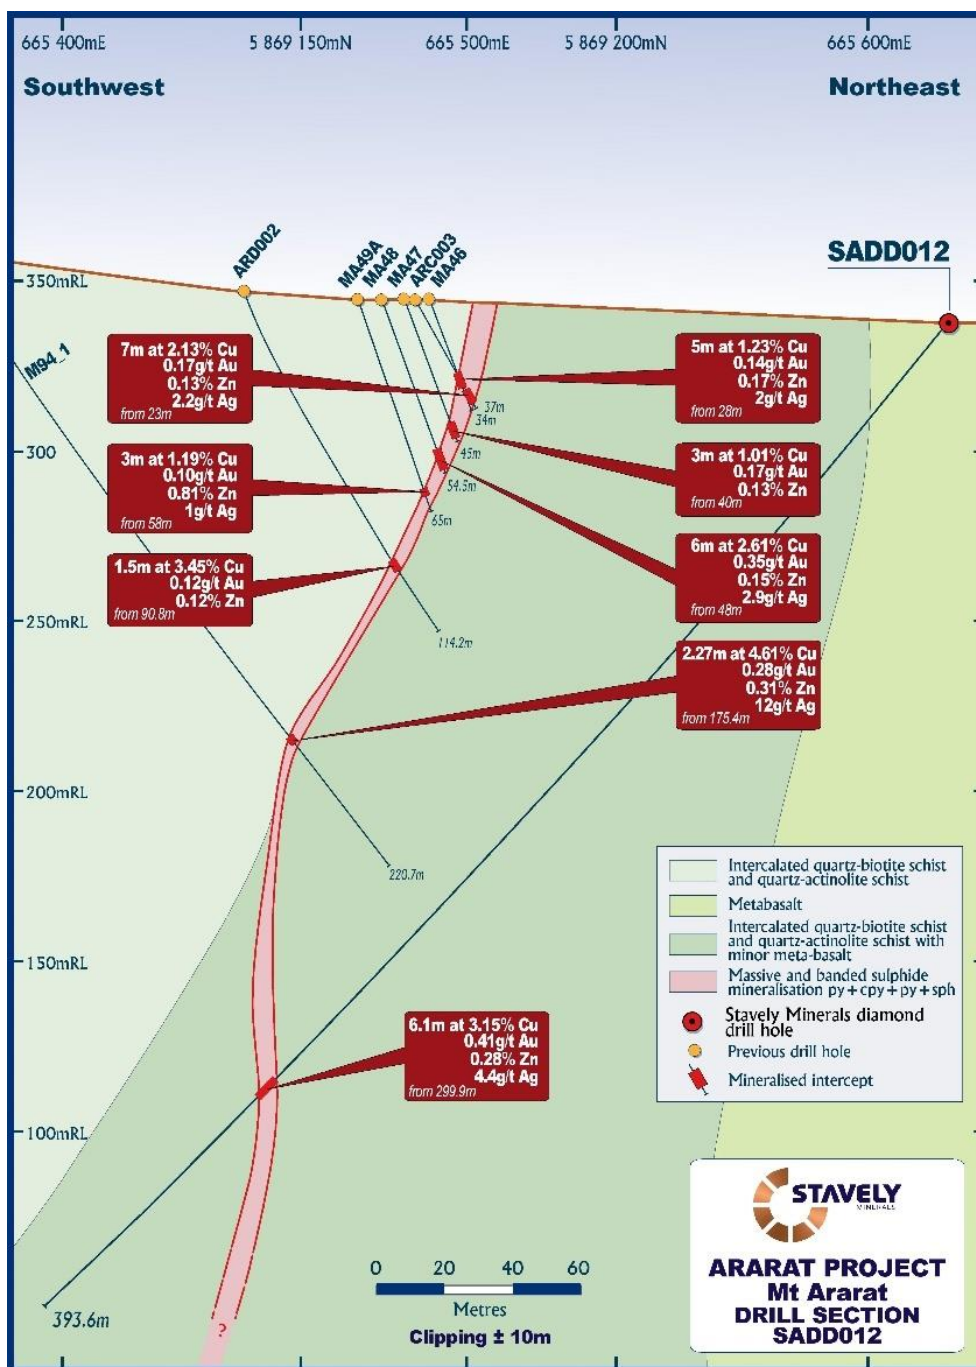 665 400mE
5 869 150mN
665 500mE
5 869 200mN
665 600mE
Southwest
Northeast
ARD002
MA49A
MA48
MA47
ARC003
MA46
SADD012
350mRL
M94_1
7m at 2.13% Cu
0.17g/t Au
0.13% Zn
2.2g/t Ag
from 23m
5m at 1.23% Cu
0.14g/t Au
0.17% Zn
2g/t Ag
from 28m
37m
34m
300
45m
54.5m
65m
3m at 1.19% Cu
0.10g/t Au
0.81% Zn
1g/t Ag
from 58m
3m at 1.01% Cu
0.17g/t Au
0.13% Zn
from 40m
1.5m at 3.45% Cu
0.12g/t Au
0.12% Zn
from 90.8m
6m at 2.61% Cu
0.35g/t Au
0.15% Zn
2.9g/t Ag
from 48m
250mRL
114.2m
2.27m at 4.61% Cu
0.28g/t Au
0.31% Zn
12g/t Ag
from 175.4m
200mRL
220.7m
Intercalated quartz-biotite schist
and quartz-actinolite schist
Metabasalt
Intercalated quartz-biotite schist
and quartz-actinolite schist with
minor meta-basalt
Massive and banded sulphide
mineralisation py+cpy+py+sph
Stavely Minerals diamond
drill hole
Previous drill hole
Mineralised intercept
150mRL
6.1m at 3.15% Cu
0.41g/t Au
0.28% Zn
4.4g/t Ag
from 299.9m
100mRL
393.6m
?
0 20 40 60
Metres
Clipping ± 10m
STAVELY
MINERALS
ARARAT PROJECT
Mt Ararat
DRILL SECTION
SADD012